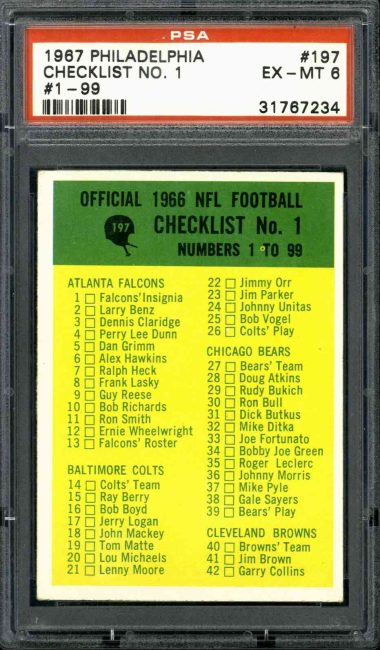 PSA
1967 PHILADELPHIA #197
CHECKLIST NO. 1 EX-MT 6
#1-99
31767234
OFFICIAL 1966 NFL FOOTBALL
197
CHECKLIST No. 1
NUMBERS 1 TO 99
ATLANTA FALCONS
1 Falcons' Insignia
2 Larry Benz
3 Dennis Claridge
4 Perry Lee Dunn
5 Dan Grimm
6 Alex Hawkins
7 Ralph Heck
8 Frank Lasky
9 Guy Reese
10 Bob Richards
11 Ron Smith
12 Ernie Wheelwright
13 Falcons' Roster
BALTIMORE COLTS
14 Colts' Team
15 Ray Berry
16 Bob Boyd
17 Jerry Logan
18 John Mackey
19 Tom Matte
20 Lou Michaels
21 Lenny Moore
22 Jimmy Orr
23 Jim Parker
24 Johnny Unitas
25 Bob Vogel
26 Colts' Play
CHICAGO BEARS
27 Bears' Team
28 Doug Atkins
29 Rudy Bukich
30 Ron Bull
31 Dick Butkus
32 Mike Ditka
33 Joe Fortunato
34 Bobby Joe Green
35 Roger Leclerc
36 Johnny Morris
37 Mike Pyle
38 Gale Sayers
39 Bears' Play
CLEVELAND BROWNS
40 Browns' Team
41 Jim Brown
42 Garry Collins